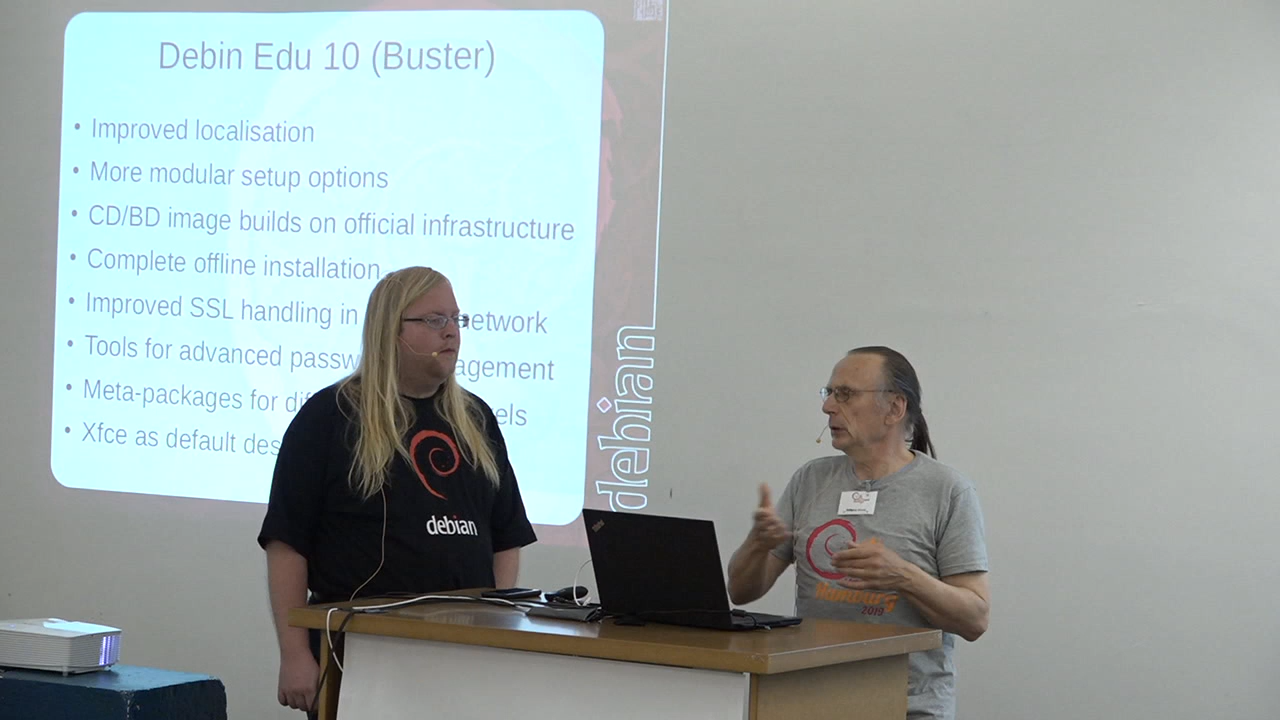 Debin Edu 10 (Buster)
• Improved localisation
• More modular setup options
• CD/BD image builds on official infrastructure
• Complete offline installation
• Improved SSL handling in etwork
• Tools for advanced passw agement
• Meta-packages for dif els
• Xfce as default des
debian
debian
Hamburg
2019
ThinkPad